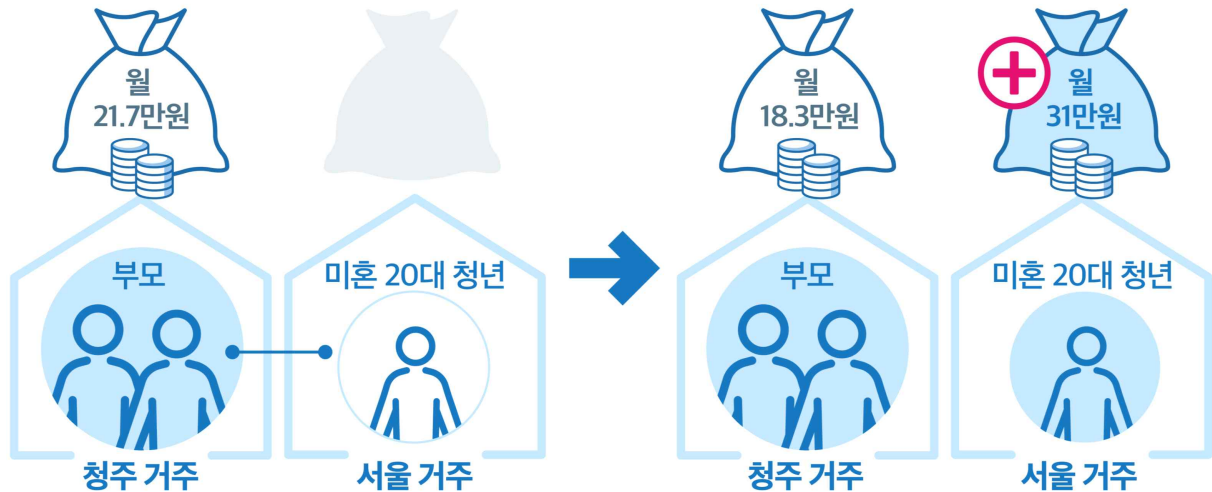 월
21.7만원
월
18.3만원
월
31만원
부모
미혼 20대 청년
부모
미혼 20대 청년
청주 거주
서울 거주
청주 거주
서울 거주